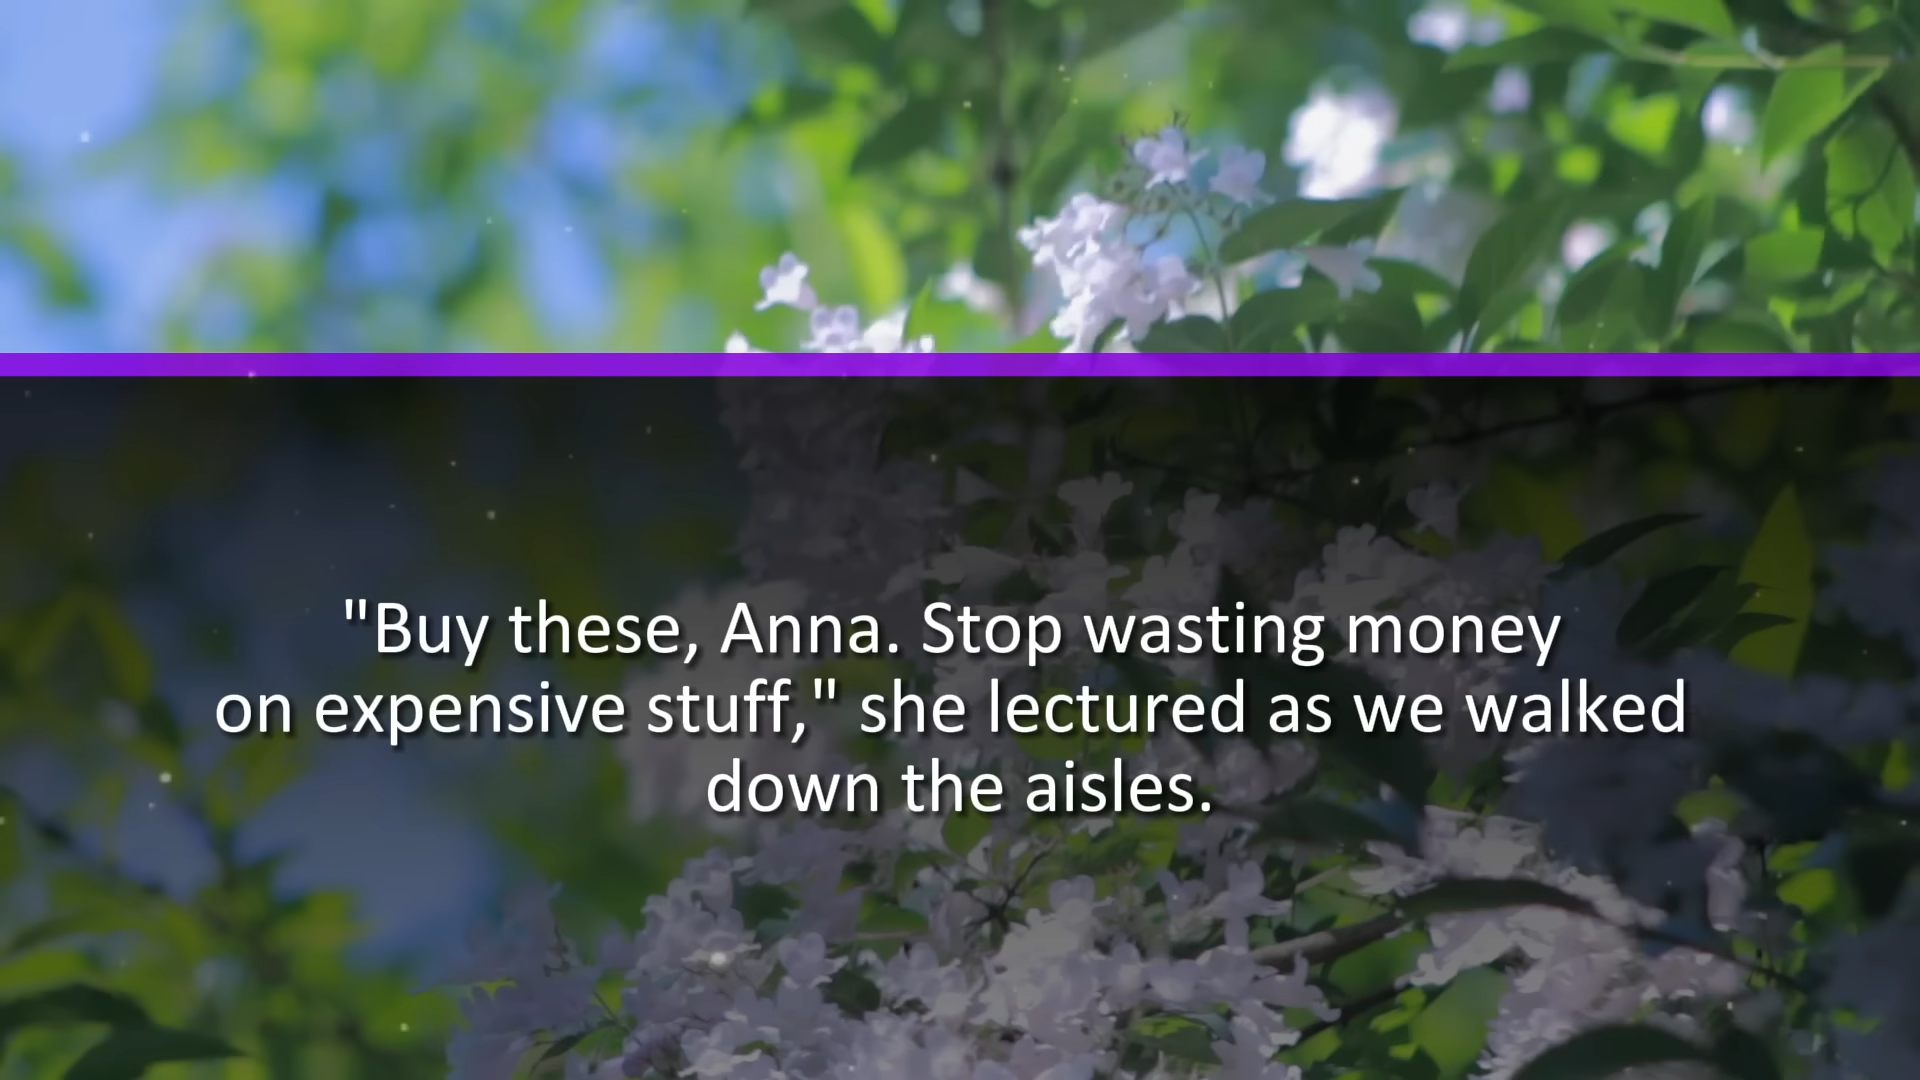 "Buy these, Anna. Stop wasting money
on expensive stuff," she lectured as we walked
down the aisles.